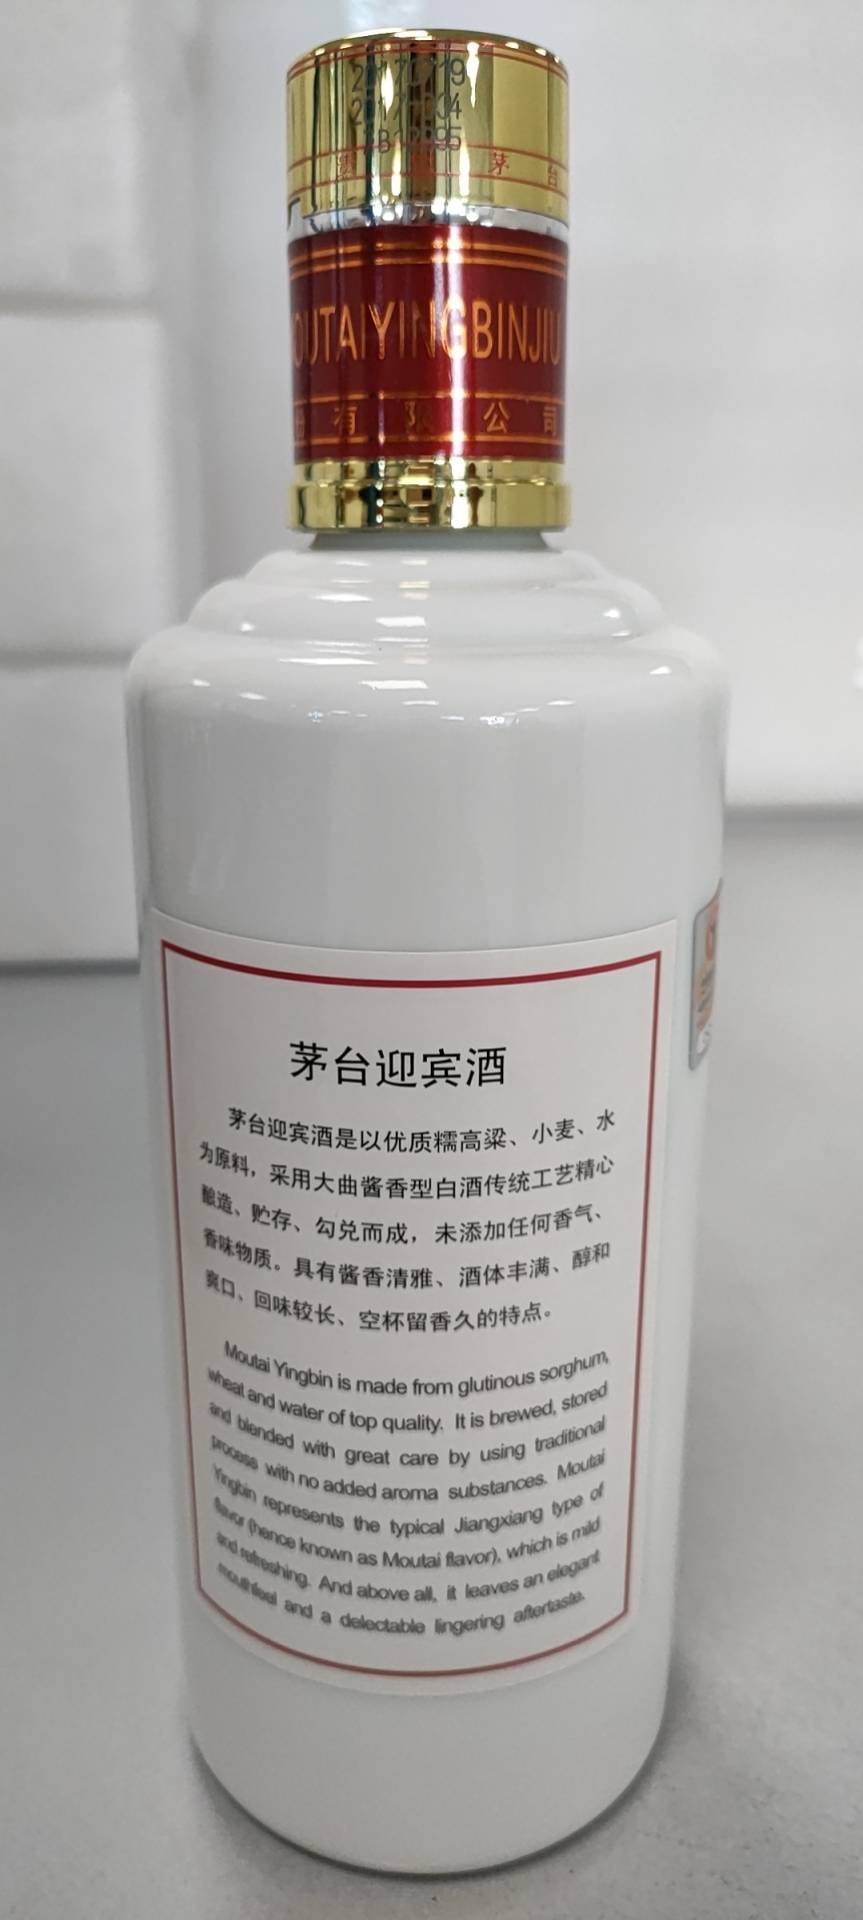 茅台
OUTAIYINGBINJIU
份有限公司
茅台迎宾酒
茅台迎宾酒是以优质糯高粱、小麦、水
为原料，采用大曲酱香型白酒传统工艺精心
酿造、贮存、勾兑而成，未添加任何香气、
香味物质。具有酱香清雅、酒体丰满、醇和
爽口、回味较长、空杯留香久的特点。
Moutai Yingbin is made from glutinous sorghum,
wheat and water of top quality. It is brewed, stored
and blended with great care by using traditional
process with no added aroma substances. Moutai
Yingbin represents the typical Jiangxiang type of
flavor (hence known as Moutai flavor), which is mild
and refreshing. And above all, it leaves an elegant
mouthfeel and a delectable lingering aftertaste.